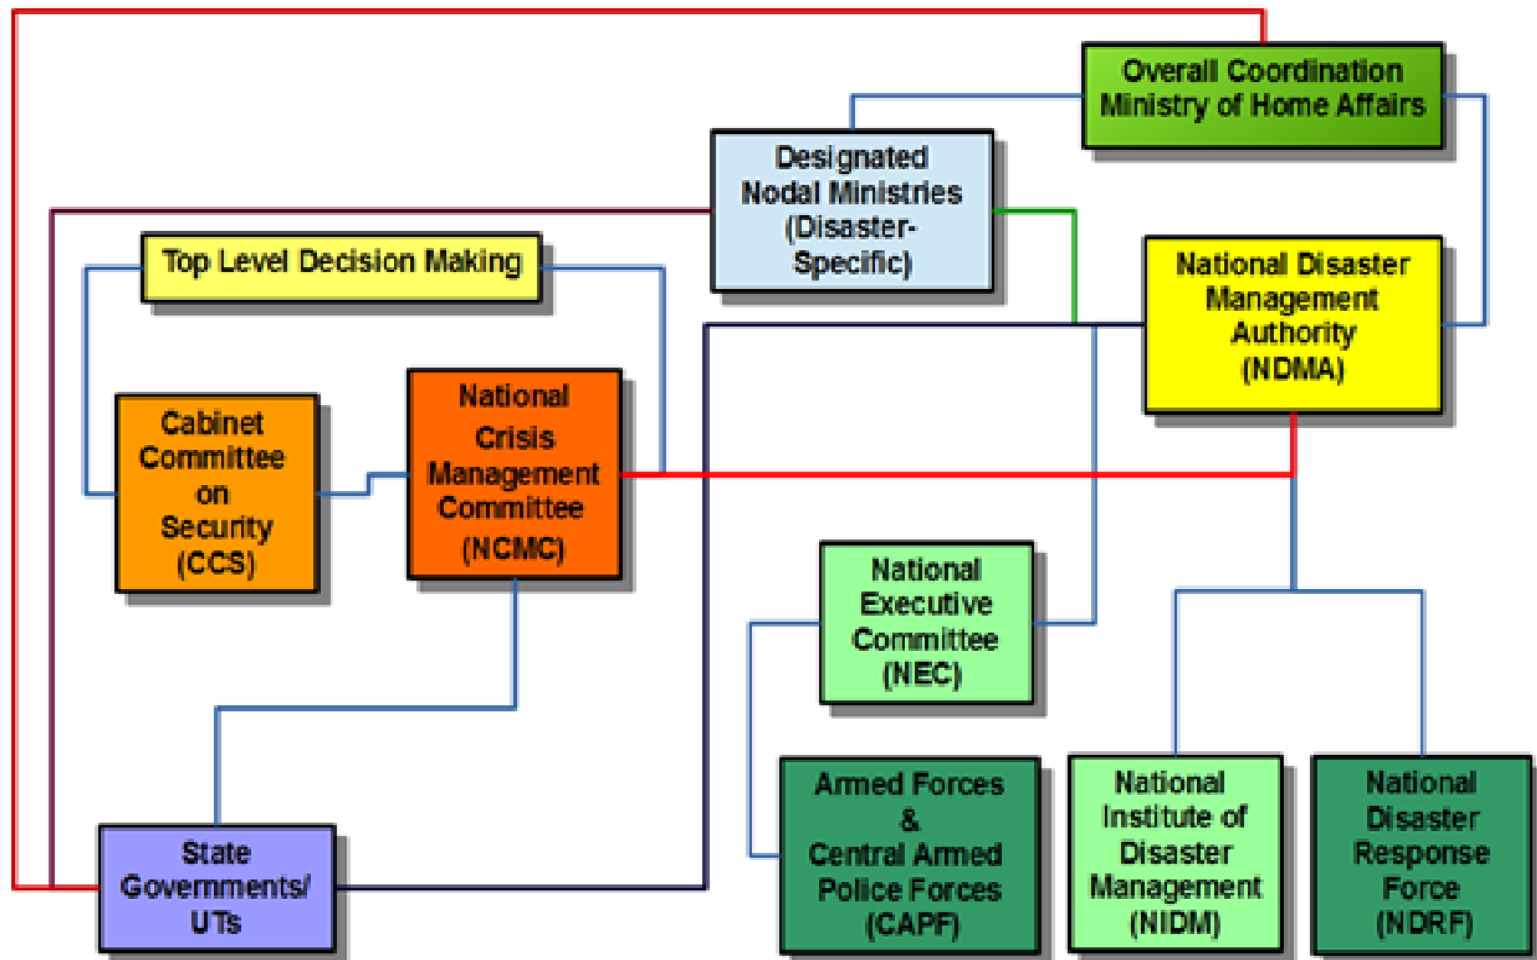 Overall Coordination
Ministry of Home Affairs
Designated
Nodal Ministries
(Disaster-
Specific)
Top Level Decision Making
National Disaster
Management
Authority
(NDMA)
Cabinet
Committee
on
Security
(CCS)
National
Crisis
Management
Committee
(NCMC)
National
Executive
Committee
(NEC)
State
Governments/
UTs
Armed Forces
&
Central Armed
Police Forces
(CAPF)
National
Institute of
Disaster
Management
(NIDM)
National
Disaster
Response
Force
(NDRF)